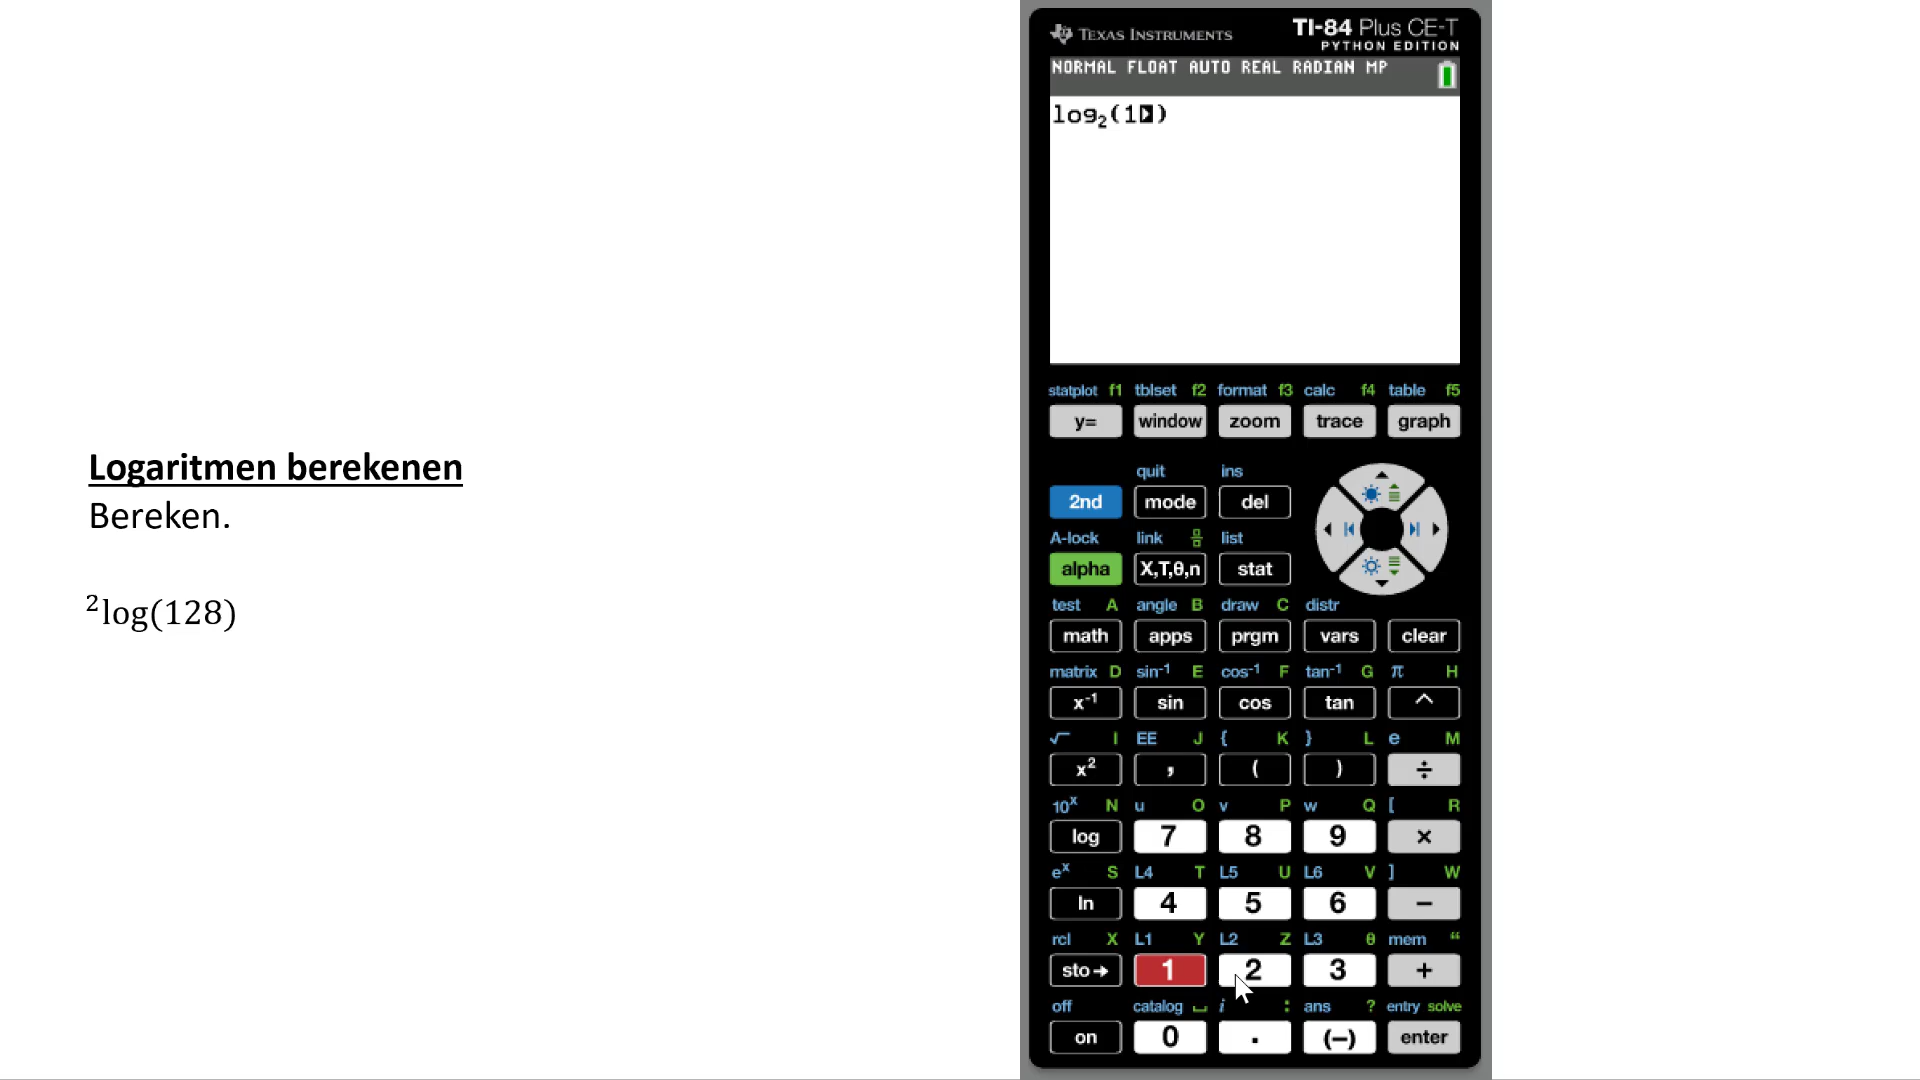 Logaritmen berekenen
Bereken.
²log(128)
TEXAS INSTRUMENTS
TI-84 Plus CE-T
PYTHON EDITION
NORMAL FLOAT AUTO REAL RADIAN MP
log₂(1)
statplot f1 tblset f2 format f3 calc f4 table f5
y= window zoom trace graph
quit ins
2nd mode del
A-lock link list
alpha X,T,θ,n stat
test A angle B draw C distr
math apps prgm vars clear
matrix D sin⁻¹ E cos⁻¹ F tan⁻¹ G π H
x⁻¹ sin cos tan ^
√ I EE J { K } L e M
x² , ( ) ÷
10ˣ N u O v P w Q [ R
log 7 8 9 ×
eˣ S L4 T L5 U L6 V ] W
ln 4 5 6 −
rcl X L1 Y L2 Z L3 θ mem “
sto→ 1 2 3 +
off catalog ⎵ i : ans ? entry solve
on 0 . (−) enter